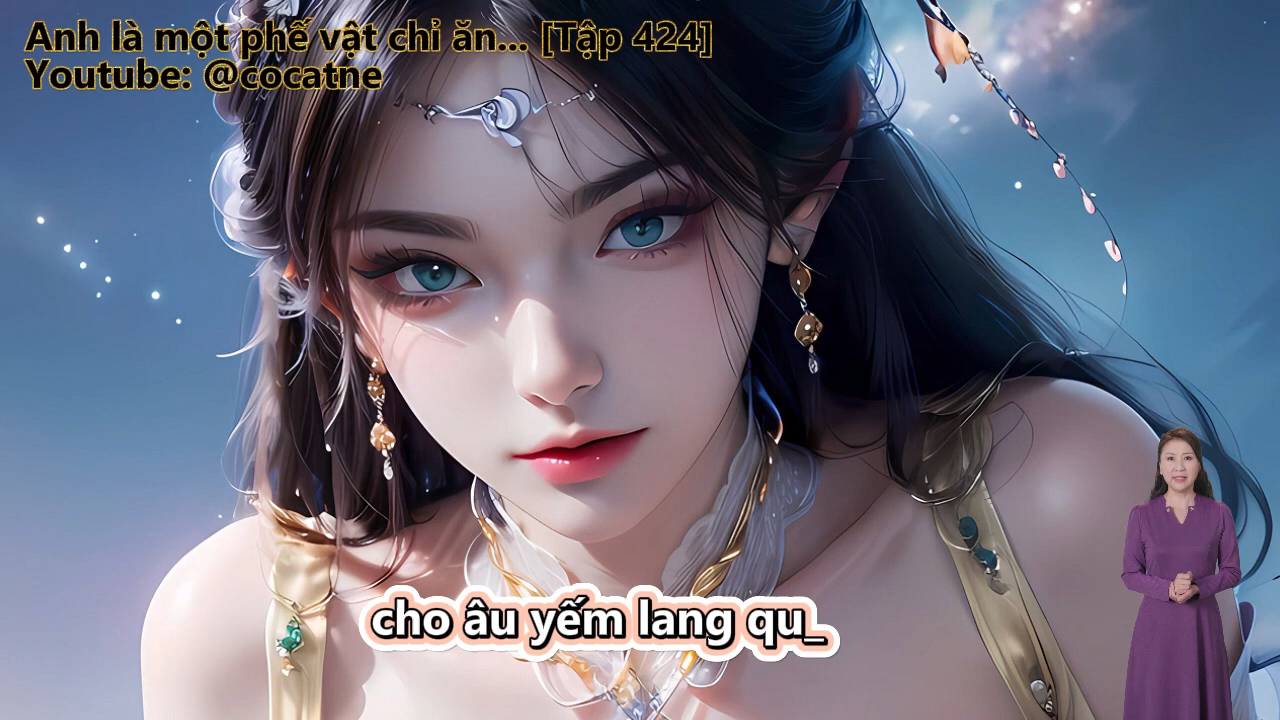 Anh là một phế vật chỉ ăn... [Tập 424]
Youtube: @cocatne
cho âu yếm lang qu_